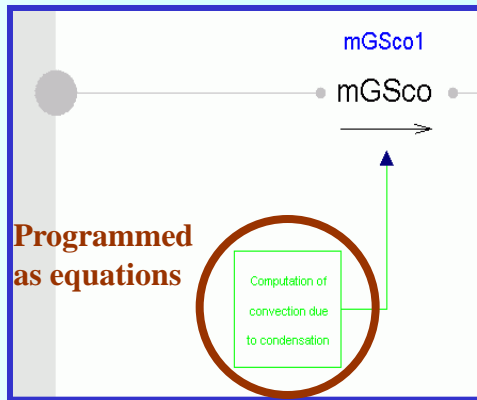 mGSco1
mGSco
Programmed
as equations
Computation of
convection due
to condensation